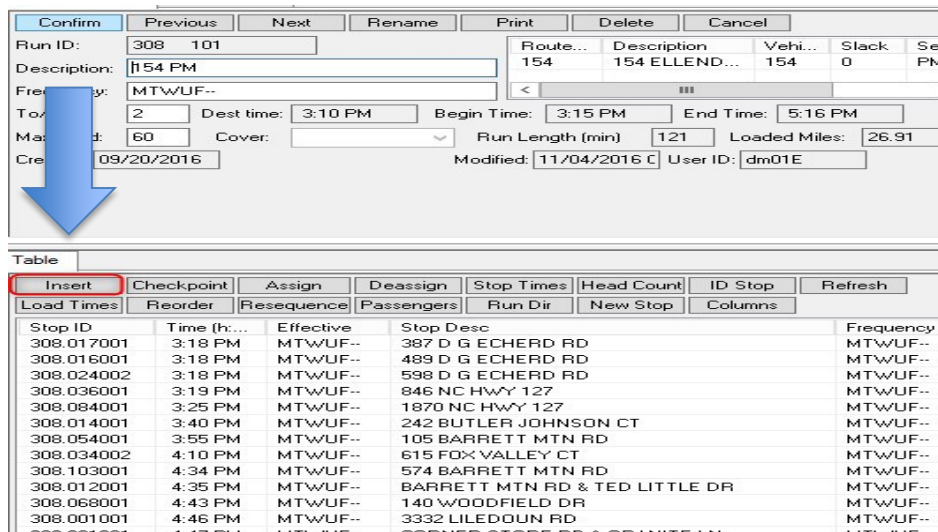 Confirm Previous Next Rename Print Delete Cancel
Run ID: 308 101 Route... Description Vehi... Slack Se
Description: 154 PM 154 154 ELLEND... 154 0 PM
MTWUF--
2 Dest time: 3:10 PM Begin Time: 3:15 PM End Time: 5:16 PM
60 Cover: Run Length (min) 121 Loaded Miles: 26.91
09/20/2016 Modified: 11/04/2016 User ID: dm01E
Table
Insert Checkpoint Assign Deassign Stop Times Head Count ID Stop Refresh
Load Times Reorder Resequence Passengers Run Dir New Stop Columns
Stop ID Time (h:... Effective Stop Desc Frequency
308.017001 3:18 PM MTWUF-- 387 D G ECHERD RD MTWUF--
308.016001 3:18 PM MTWUF-- 489 D G ECHERD RD MTWUF--
308.024002 3:18 PM MTWUF-- 598 D G ECHERD RD MTWUF--
308.036001 3:19 PM MTWUF-- 846 NC HWY 127 MTWUF--
308.084001 3:25 PM MTWUF-- 1870 NC HWY 127 MTWUF--
308.014001 3:40 PM MTWUF-- 242 BUTLER JOHNSON CT MTWUF--
308.054001 3:55 PM MTWUF-- 105 BARRETT MTN RD MTWUF--
308.034002 4:10 PM MTWUF-- 615 FOX VALLEY CT MTWUF--
308.103001 4:34 PM MTWUF-- 574 BARRETT MTN RD MTWUF--
308.012001 4:35 PM MTWUF-- BARRETT MTN RD & TED LITTLE DR MTWUF--
308.068001 4:43 PM MTWUF-- 140 WOODFIELD DR MTWUF--
308.001001 4:46 PM MTWUF-- 3332 LILEDOUN RD MTWUF--